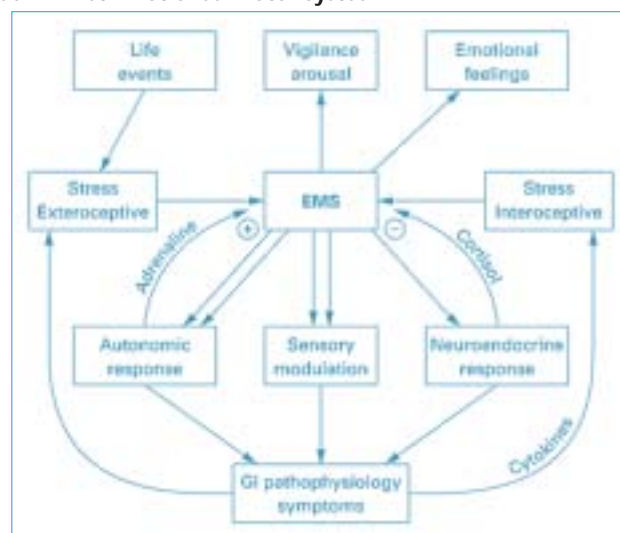 Life
events
Vigilance
arousal
Emotional
feelings
Stress
Exteroceptive
EMS
Stress
Interoceptive
+
−
Adrenaline
Cortisol
Autonomic
response
Sensory
modulation
Neuroendocrine
response
Cytokines
GI pathophysiology
symptoms